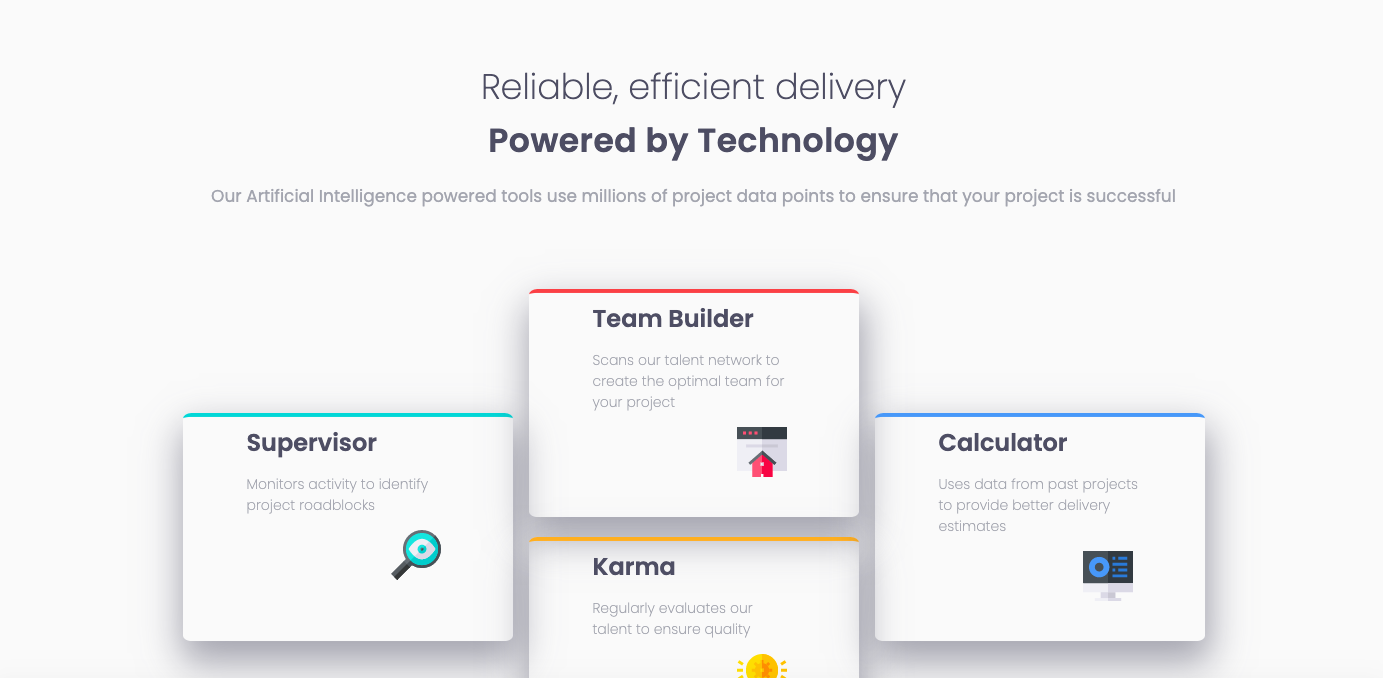 Reliable, efficient delivery
Powered by Technology
Our Artificial Intelligence powered tools use millions of project data points to ensure that your project is successful
Team Builder
Scans our talent network to
create the optimal team for
your project
Supervisor
Monitors activity to identify
project roadblocks
Calculator
Uses data from past projects
to provide better delivery
estimates
Karma
Regularly evaluates our
talent to ensure quality